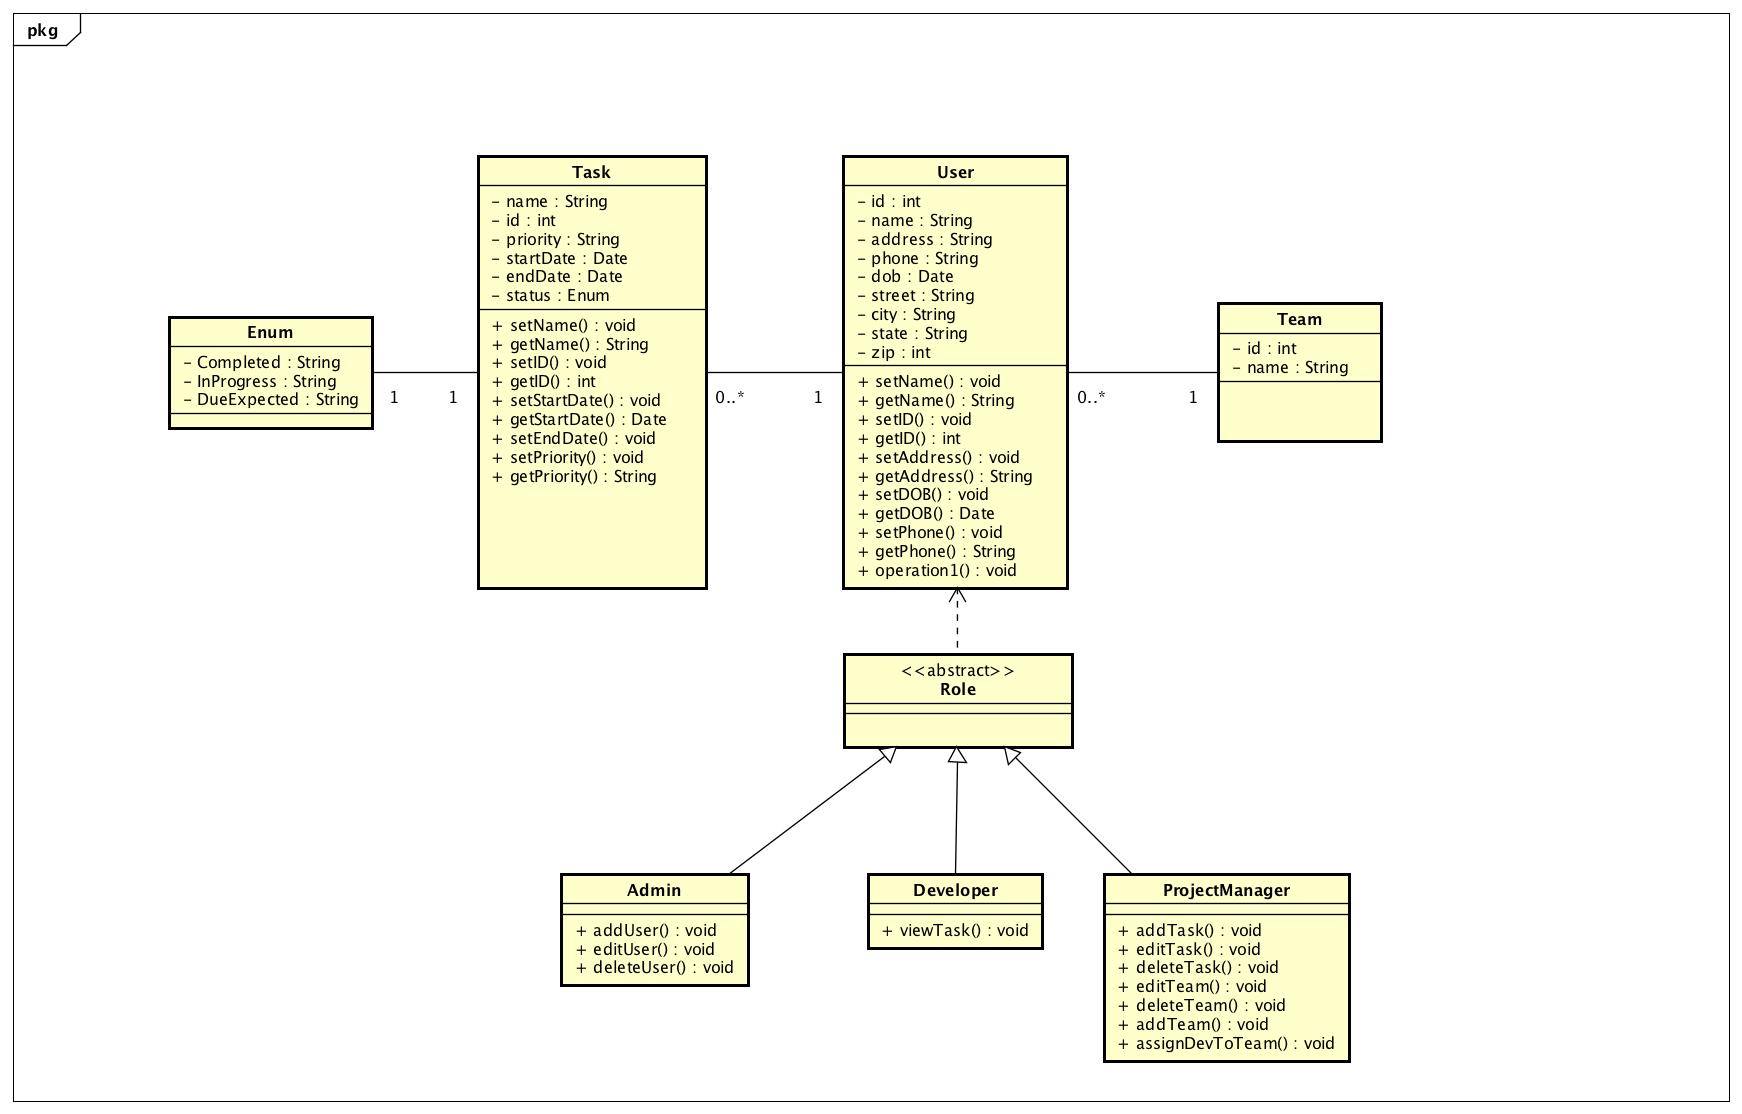 pkg
Task
– name : String
– id : int
– priority : String
– startDate : Date
– endDate : Date
– status : Enum
+ setName() : void
+ getName() : String
+ setID() : void
+ getID() : int
+ setStartDate() : void
+ getStartDate() : Date
+ setEndDate() : void
+ setPriority() : void
+ getPriority() : String
User
– id : int
– name : String
– address : String
– phone : String
– dob : Date
– street : String
– city : String
– state : String
– zip : int
+ setName() : void
+ getName() : String
+ setID() : void
+ getID() : int
+ setAddress() : void
+ getAddress() : String
+ setDOB() : void
+ getDOB() : Date
+ setPhone() : void
+ getPhone() : String
+ operation1() : void
Enum
– Completed : String
– InProgress : String
– DueExpected : String
Team
– id : int
– name : String
1
1
0..*
1
0..*
1
<<abstract>>
Role
Admin
+ addUser() : void
+ editUser() : void
+ deleteUser() : void
Developer
+ viewTask() : void
ProjectManager
+ addTask() : void
+ editTask() : void
+ deleteTask() : void
+ editTeam() : void
+ deleteTeam() : void
+ addTeam() : void
+ assignDevToTeam() : void